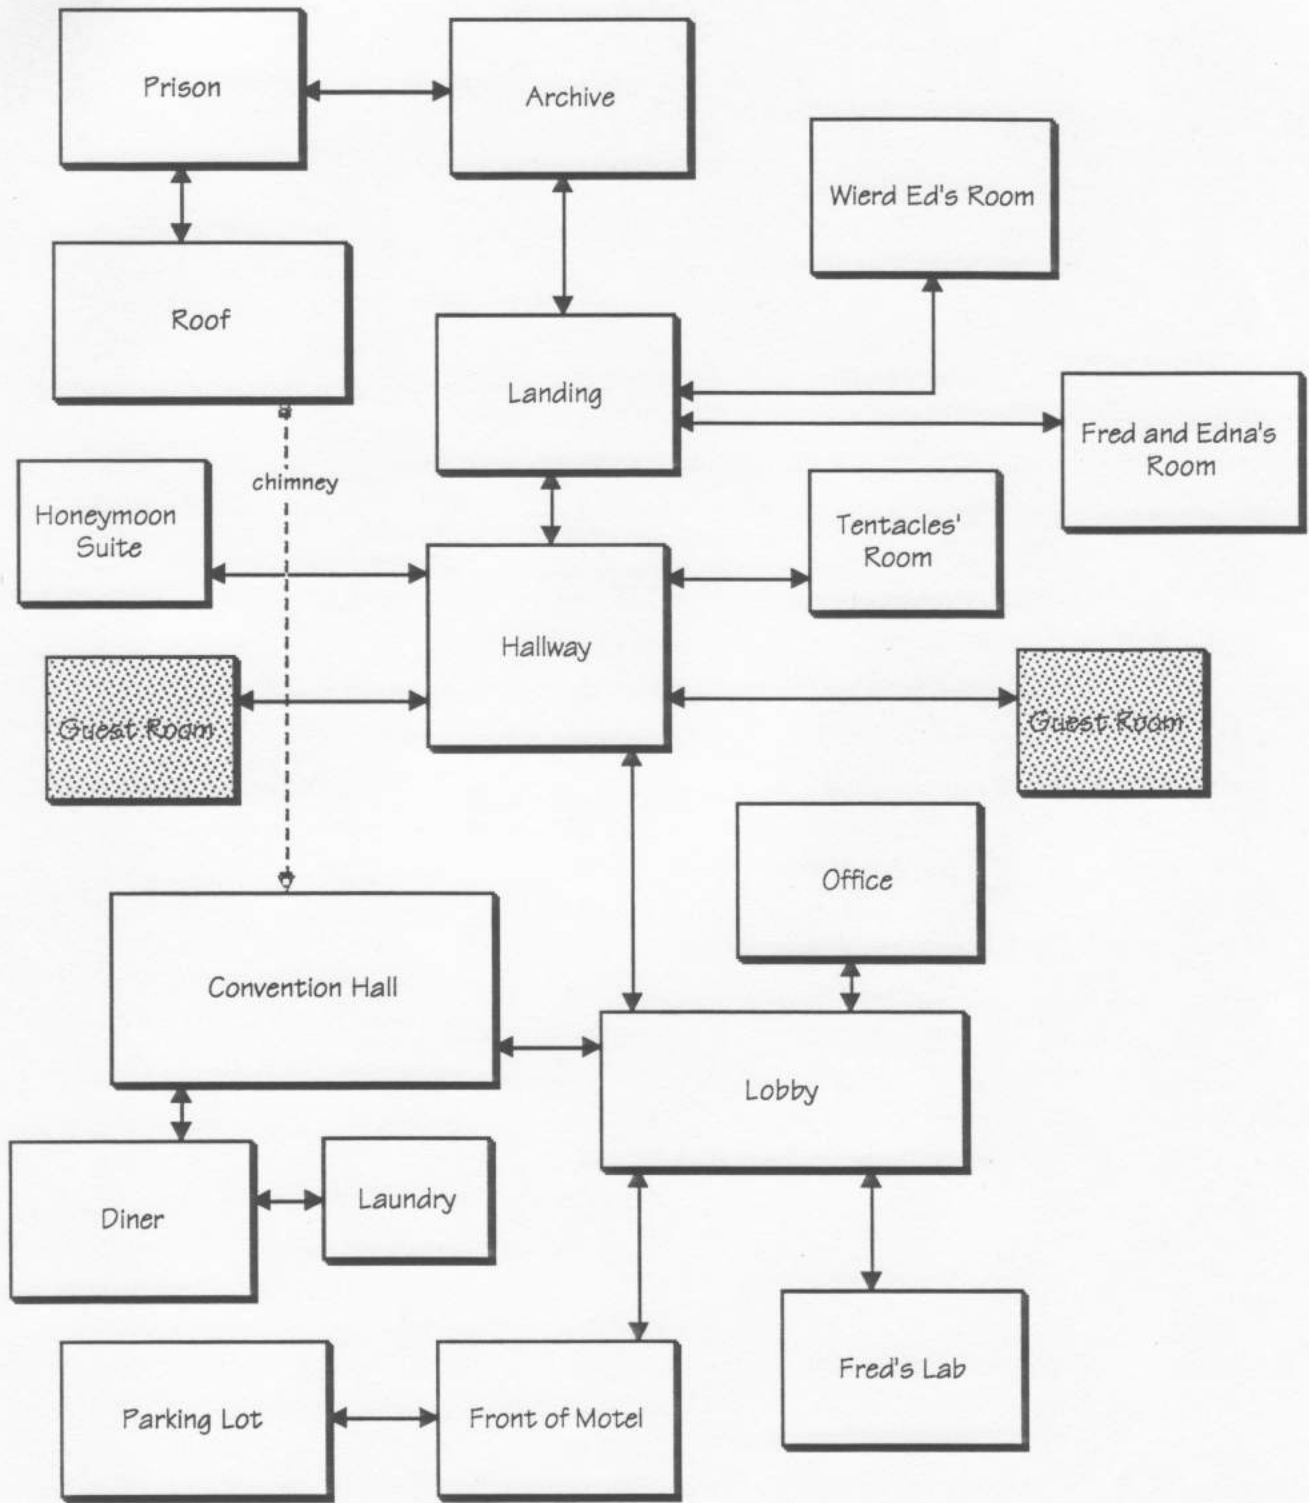 Prison
Archive
Wierd Ed's Room
Roof
Landing
Fred and Edna's
Room
chimney
Honeymoon
Suite
Tentacles'
Room
Hallway
Guest Room
Guest Room
Office
Convention Hall
Lobby
Diner
Laundry
Fred's Lab
Parking Lot
Front of Motel